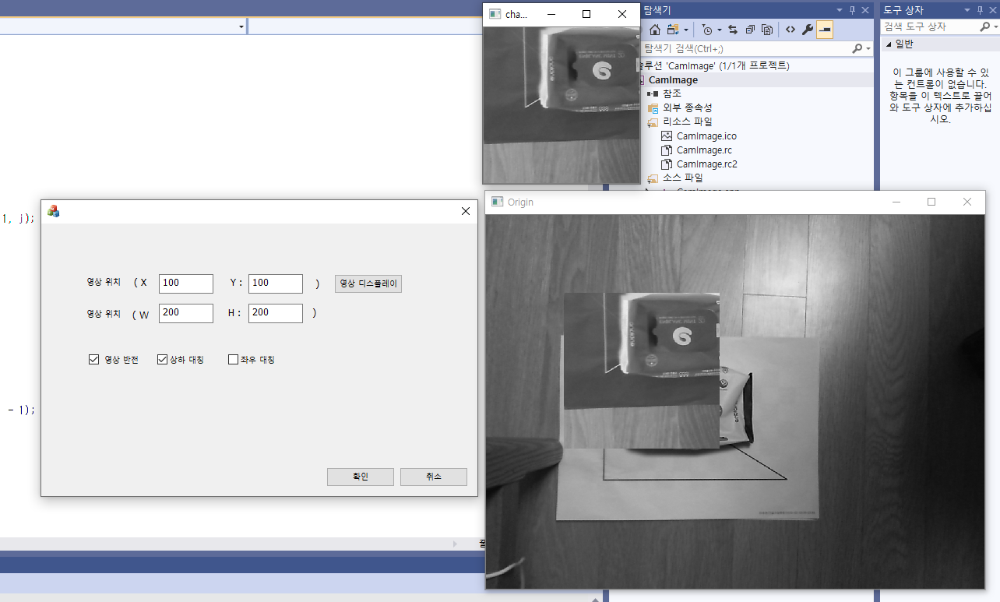 cha...
탐색기
도구 상자
탐색기 검색(Ctrl+;)
검색 도구 상자
솔루션 'CamImage' (1/1개 프로젝트)
일반
CamImage
참조
외부 종속성
리소스 파일
CamImage.ico
CamImage.rc
CamImage.rc2
소스 파일
이 그룹에 사용할 수 있
는 컨트롤이 없습니다.
항목을 이 텍스트로 끌어
와 도구 상자에 추가하십
시오.
Origin
1, j);
영상 위치 ( X 100 Y : 100 ) 영상 디스플레이
영상 위치 ( W 200 H : 200 )
영상 반전 상하 대칭 좌우 대칭
- 1);
확인 취소